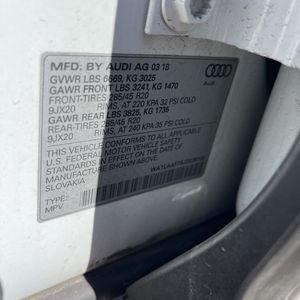 MFD. BY AUDI AG 03 18
GVWR LBS 6669, KG 3025
GAWR FRONT LBS 3241, KG 1470
FRONT-TIRES 285/45 R20
9JX20 RIMS, AT 220 KPA 32 PSI COLD
GAWR REAR LBS 3825, KG 1735
REAR-TIRES 285/45 R20
9JX20 RIMS, AT 240 KPA 35 PSI COLD
THIS VEHICLE CONFORMS TO ALL APPLICABLE
U.S. FEDERAL MOTOR VEHICLE SAFETY
STANDARDS IN EFFECT ON THE DATE OF
MANUFACTURE SHOWN ABOVE
SLOVAKIA
TYPE:
MPV
Audi